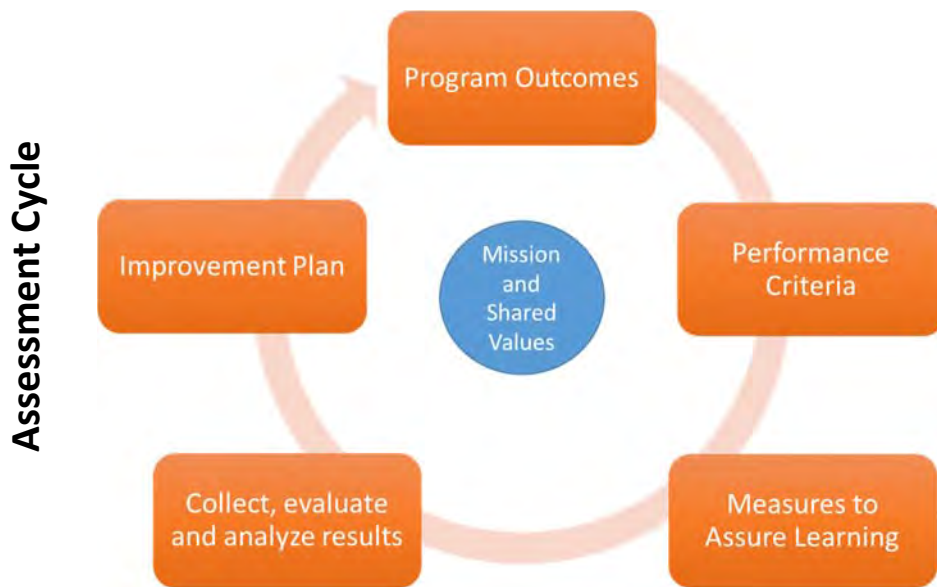 Assessment Cycle
Program Outcomes
Performance
Criteria
Measures to
Assure Learning
Collect, evaluate
and analyze results
Improvement Plan
Mission
and
Shared
Values